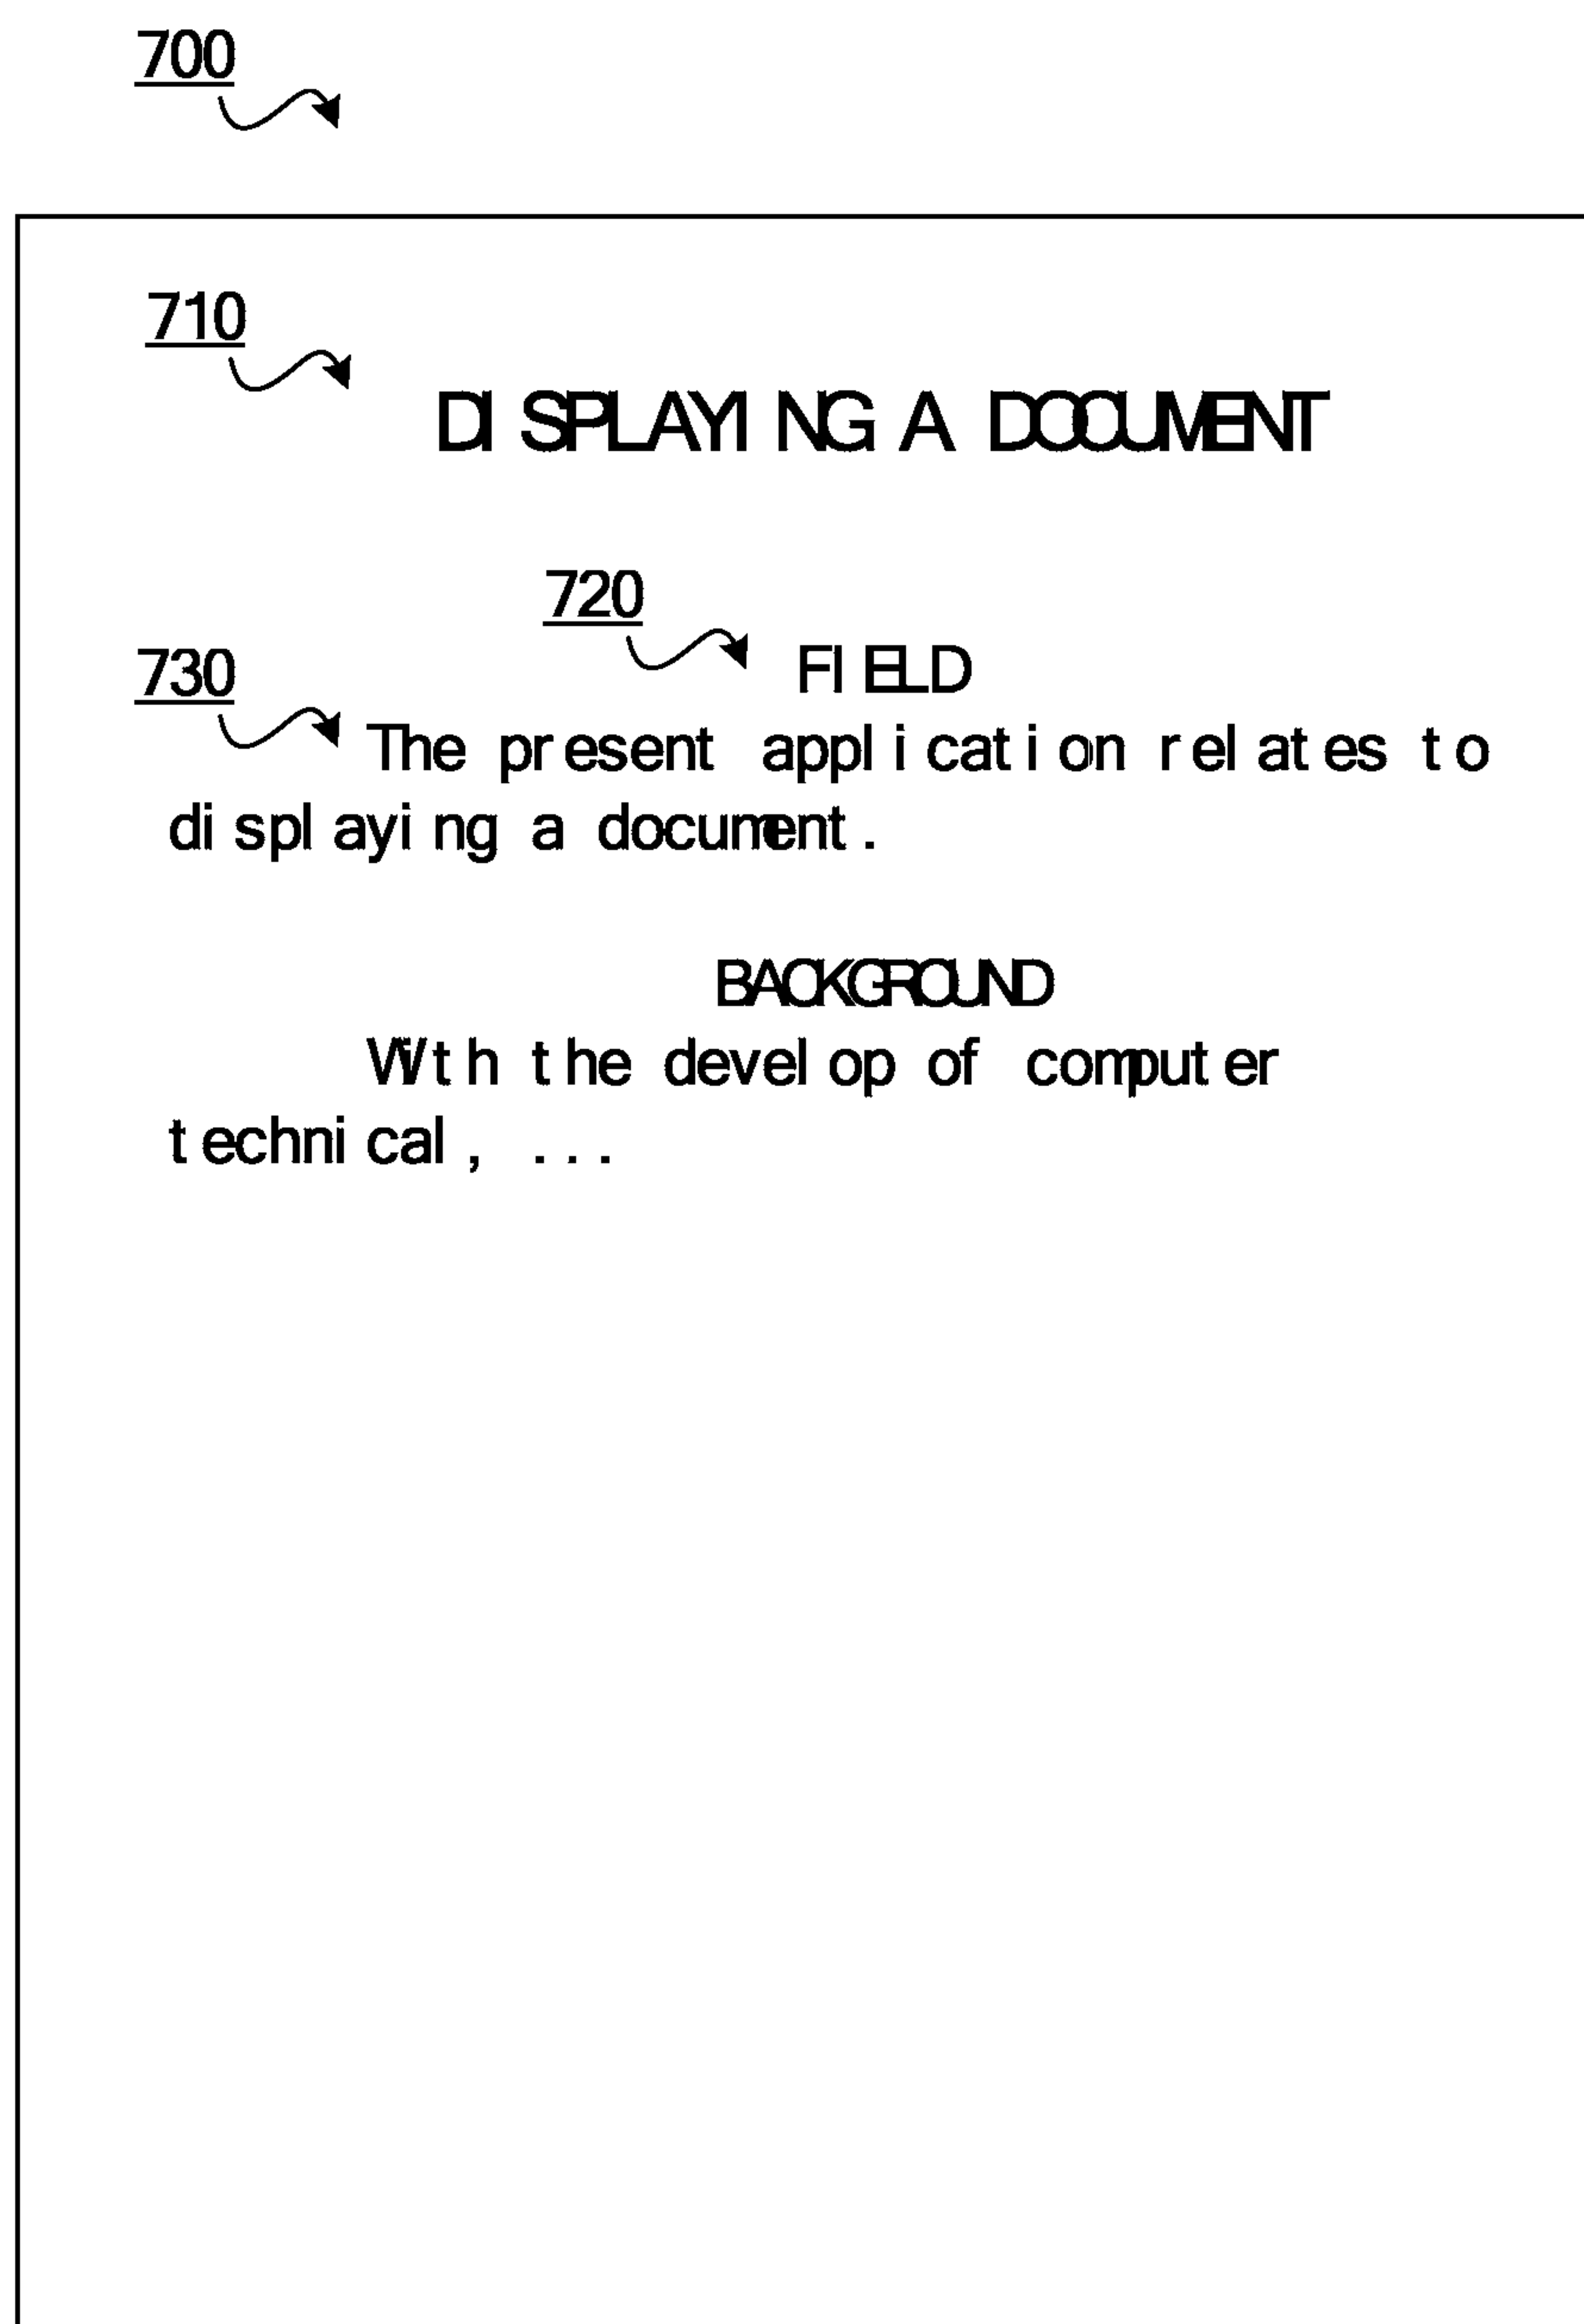 700
710
DISPLAYING A DOCUMENT
720
FIELD
730
The present application relates to
displaying a document.
BACKGROUND
With the develop of computer
technical, ...